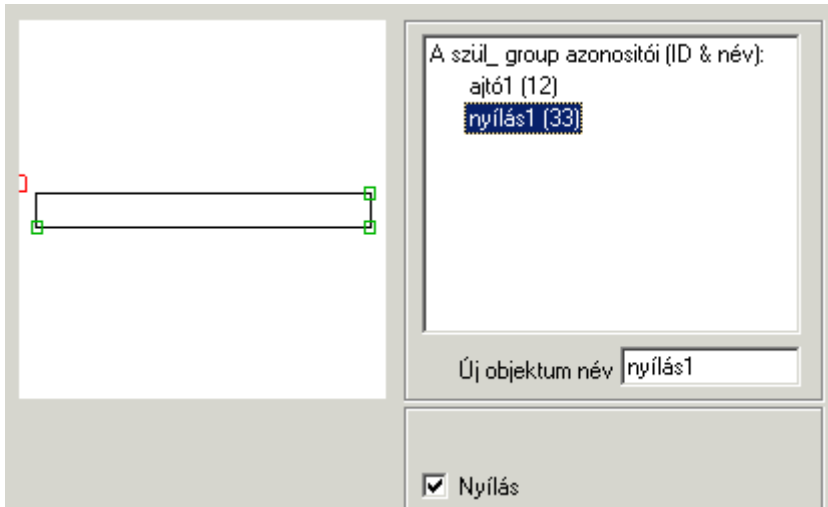 A szül_ group azonositói (ID & név):
ajtó1 (12)
nyílás1 (33)
Új objektum név nyílás1
Nyílás